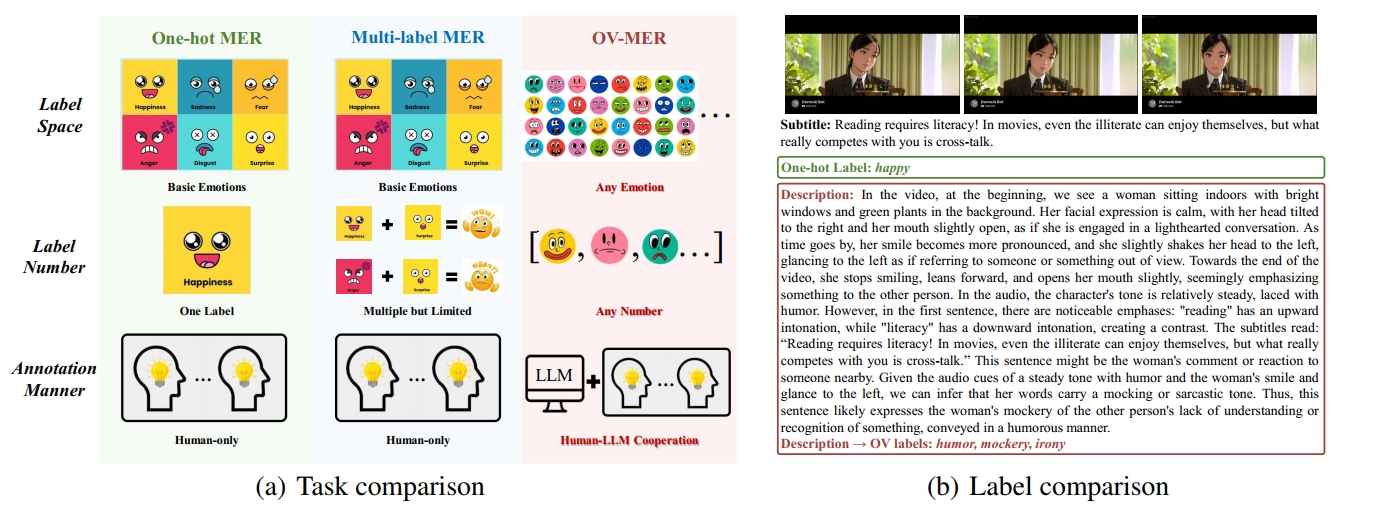 One-hot MER
Multi-label MER
OV-MER
Label
Space
Happiness
Sadness
Fear
Anger
Disgust
Surprise
Happiness
Sadness
Fear
Anger
Disgust
Surprise
...
Basic Emotions
Basic Emotions
Any Emotion
Label
Number
Happiness
Happiness + Surprise =
Anger + Surprise =
[ , , , ...]
One Label
Multiple but Limited
Any Number
Annotation
Manner
...
...
LLM + ...
Human-only
Human-only
Human-LLM Cooperation
(a) Task comparison
Subtitle: Reading requires literacy! In movies, even the illiterate can enjoy themselves, but what
really competes with you is cross-talk.
One-hot Label: happy
Description: In the video, at the beginning, we see a woman sitting indoors with bright
windows and green plants in the background. Her facial expression is calm, with her head tilted
to the right and her mouth slightly open, as if she is engaged in a lighthearted conversation. As
time goes by, her smile becomes more pronounced, and she slightly shakes her head to the left,
glancing to the left as if referring to someone or something out of view. Towards the end of the
video, she stops smiling, leans forward, and opens her mouth slightly, seemingly emphasizing
something to the other person. In the audio, the character's tone is relatively steady, laced with
humor. However, in the first sentence, there are noticeable emphases: "reading" has an upward
intonation, while "literacy" has a downward intonation, creating a contrast. The subtitles read:
“Reading requires literacy! In movies, even the illiterate can enjoy themselves, but what really
competes with you is cross-talk.” This sentence might be the woman's comment or reaction to
someone nearby. Given the audio cues of a steady tone with humor and the woman's smile and
glance to the left, we can infer that her words carry a mocking or sarcastic tone. Thus, this
sentence likely expresses the woman's mockery of the other person's lack of understanding or
recognition of something, conveyed in a humorous manner.
Description → OV labels: humor, mockery, irony
(b) Label comparison